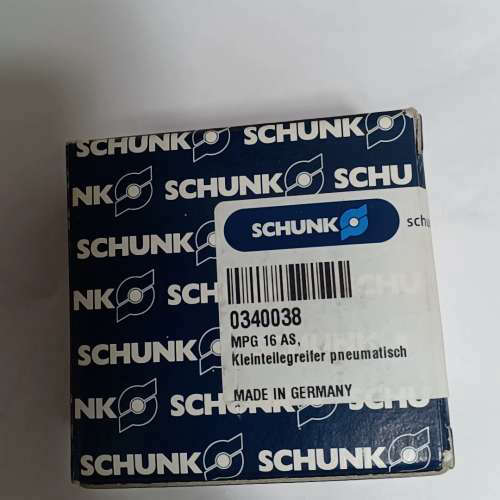 SCHUNK SCHUNK
NK SCHUNK SCHU
SCHUNK
SCHUNK schu
NK
0340038
MPG 16 AS,
SCHUNK
Kleinteilegreifer pneumatisch
MADE IN GERMANY
NK SCHUNK SCHU
SCHUNK SCHUNK